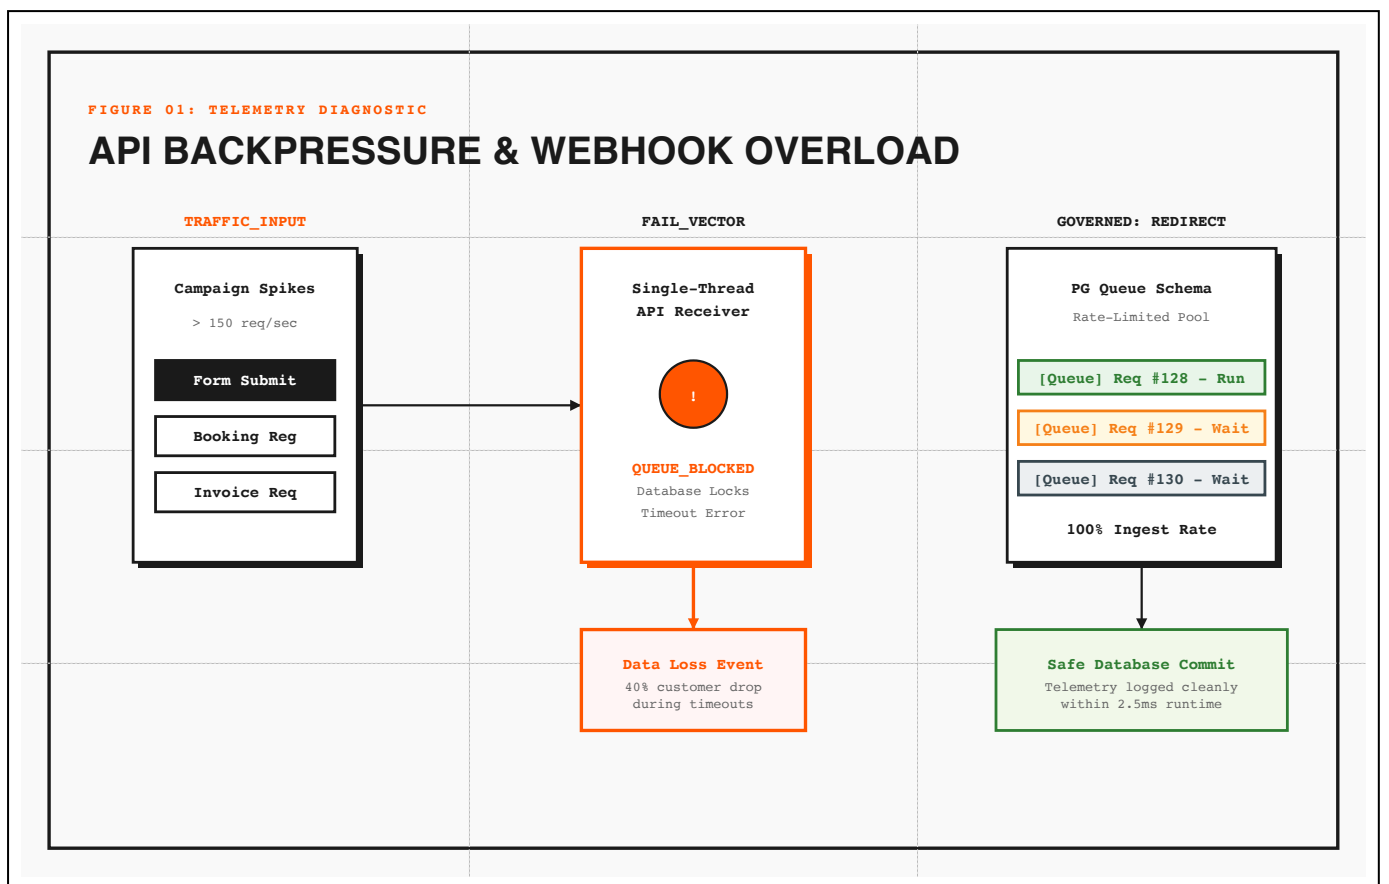 FIGURE 01: TELEMETRY DIAGNOSTIC
API BACKPRESSURE & WEBHOOK OVERLOAD
TRAFFIC_INPUT
Campaign Spikes
> 150 req/sec
Form Submit
Booking Reg
Invoice Req
FAIL_VECTOR
Single-Thread
API Receiver
!
QUEUE_BLOCKED
Database Locks
Timeout Error
Data Loss Event
40% customer drop
during timeouts
GOVERNED: REDIRECT
PG Queue Schema
Rate-Limited Pool
[Queue] Req #128 - Run
[Queue] Req #129 - Wait
[Queue] Req #130 - Wait
100% Ingest Rate
Safe Database Commit
Telemetry logged cleanly
within 2.5ms runtime